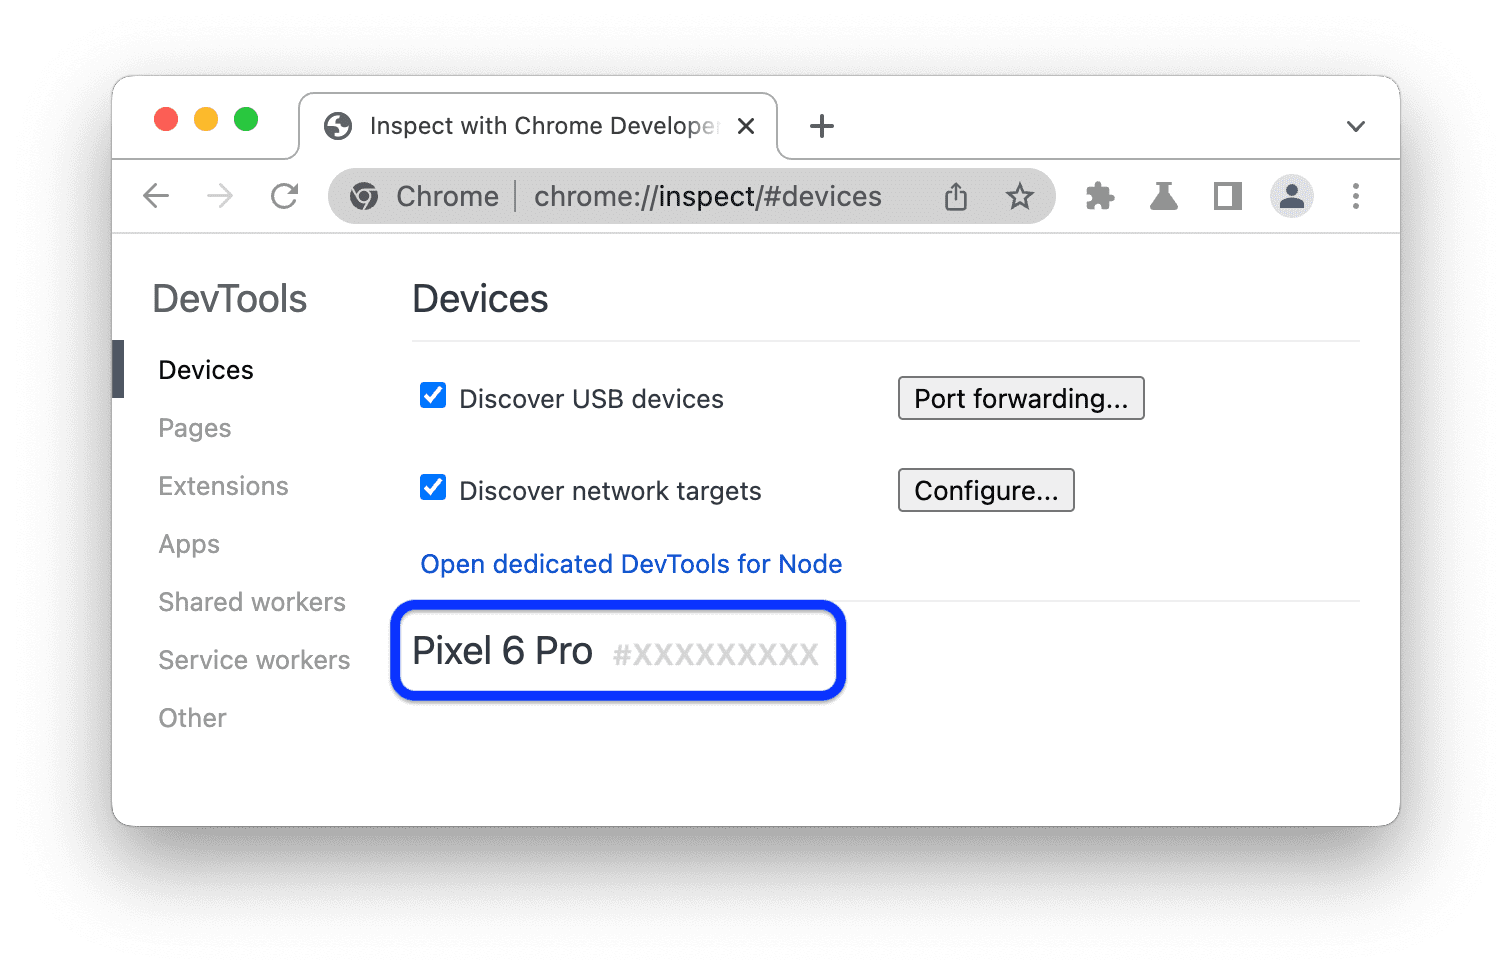 Inspect with Chrome Developer
Chrome | chrome://inspect/#devices
DevTools
Devices
Pages
Extensions
Apps
Shared workers
Service workers
Other
Devices
Discover USB devices
Port forwarding...
Discover network targets
Configure...
Open dedicated DevTools for Node
Pixel 6 Pro #XXXXXXXXX